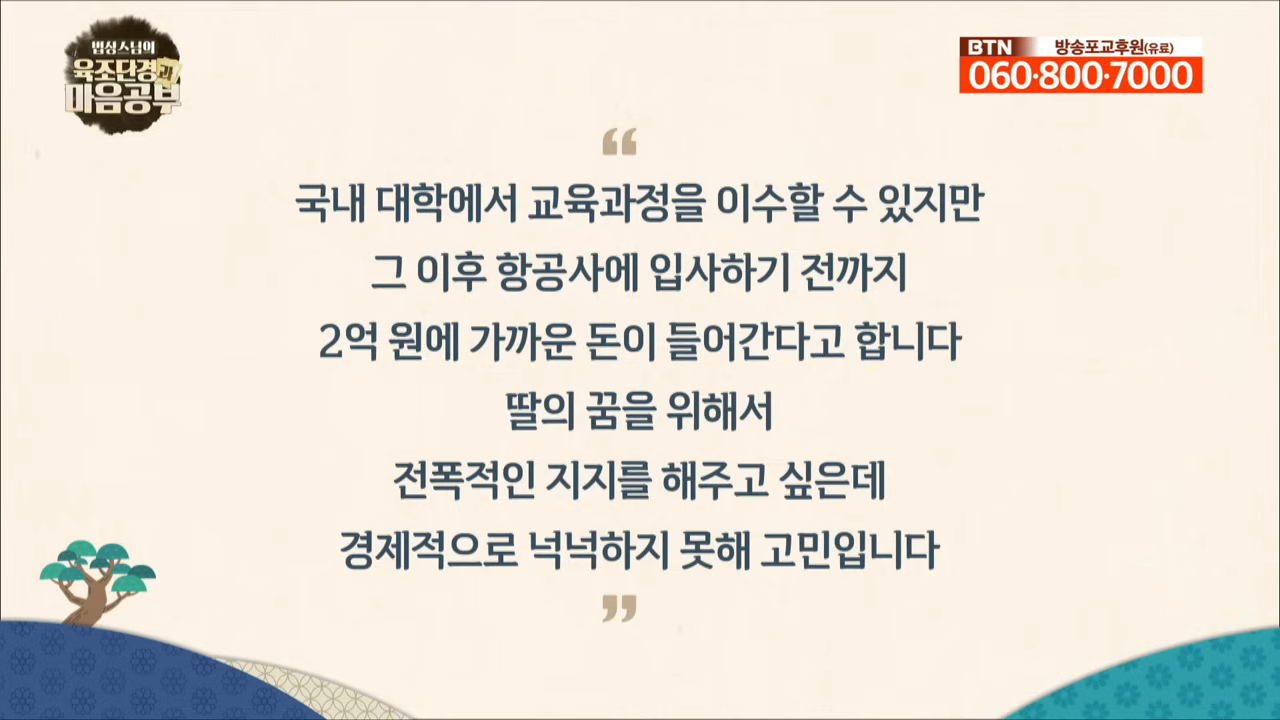 법상스님의
육조단경과
마음공부
BTN 방송포교후원(유료)
060·800·7000
“
국내 대학에서 교육과정을 이수할 수 있지만
그 이후 항공사에 입사하기 전까지
2억 원에 가까운 돈이 들어간다고 합니다
딸의 꿈을 위해서
전폭적인 지지를 해주고 싶은데
경제적으로 넉넉하지 못해 고민입니다
”